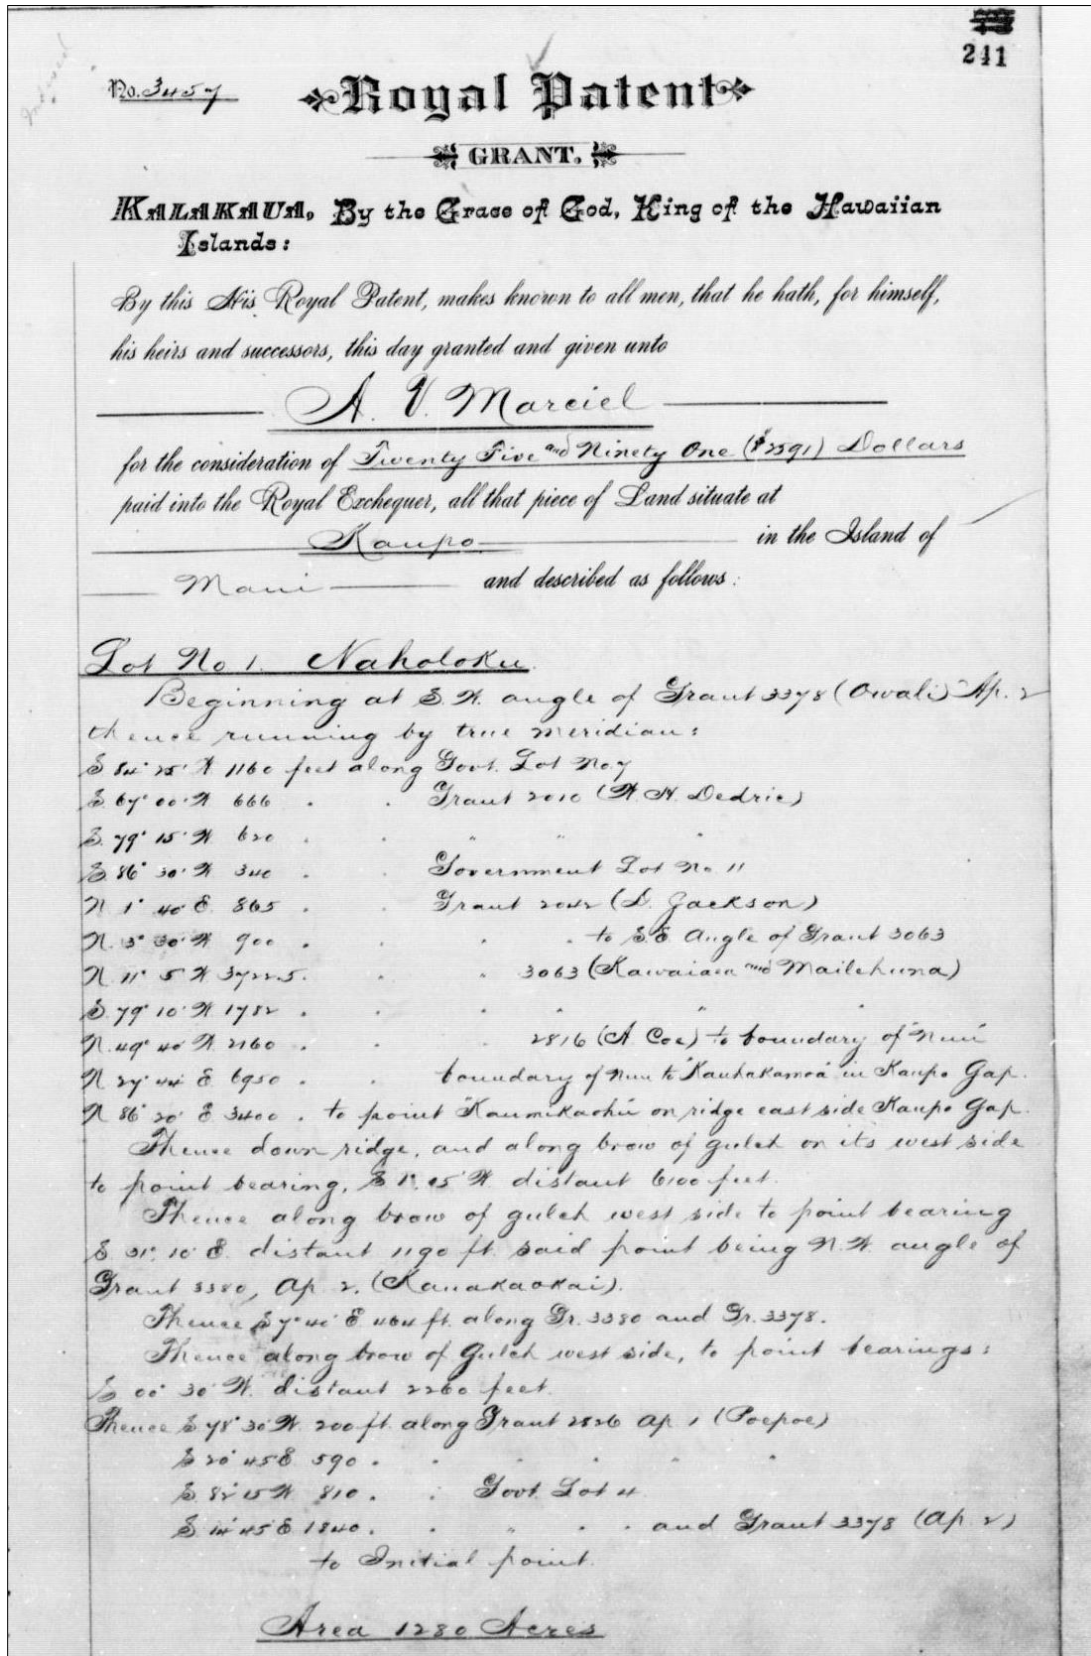 241
No. 3457
Royal Patent
GRANT.
KALAKAUA, By the Grace of God, King of the Hawaiian
Islands:
By this His Royal Patent, makes known to all men, that he hath, for himself,
his heirs and successors, this day granted and given unto
A. V. Marciel
for the consideration of Twenty Five and Ninety One ($2591) Dollars
paid into the Royal Exchequer, all that piece of Land situate at
Kaupo in the Island of
Maui and described as follows:
Lot No 1. Naholoku.
Beginning at S. W. angle of Grant 3378 (Owali) Ap. 2
thence running by true meridian:
S 84° 25' W 1160 feet along Govt. Lot No. 7
S. 67° 00' W 666 . . Grant 2010 (W. H. Dedric)
S. 79° 15' W. 620 . . " " "
S. 86° 30' W 340 . . Government Lot No 11
N 1° 40' E. 865 . . Grant 2042 (D. Jackson)
N. 3° 30' W 900 . . . . to S.E Angle of Grant 3063
N. 11° 5' W 3722.5. . " 3063 (Kawaiaea and Mailehuna)
S. 79° 10' W 1782 . . . " "
N. 49° 40' W 2160 . . . 2816 (A. Coe) to boundary of "Nuu"
N 27° 44' E. 6950 . . boundary of Nuu to "Kauhakamoa" in Kaupo Gap.
N 86° 20' E 3400 . to point "Kaumikaohu" on ridge east side Kaupo Gap.
Thence down ridge, and along brow of gulch on its west side
to point bearing, S 1°. 15' W distant 6100 feet.
Thence along brow of gulch west side to point bearing
S 31°. 10' E. distant 1190 ft. said point being N. W. angle of
Grant 3380, Ap 2. (Kanakaokai).
Thence S 7° 40' E 464 ft. along Gr. 3380 and Gr. 3378.
Thence along brow of Gulch west side, to point bearings:
S 00° 30' W. distant 2260 feet.
Thence S 78° 30' W. 200 ft. along Grant 2826 Ap 1 (Poepoe)
S 20° 45' E 590 . . . . "
S. 82° 15' W 810 . . Govt. Lot 4
S 14° 45' E 1840. . " . . and Grant 3378 (Ap. 2)
to Initial point.
Area 1280 Acres